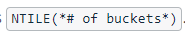 NTILE(*# of buckets*)